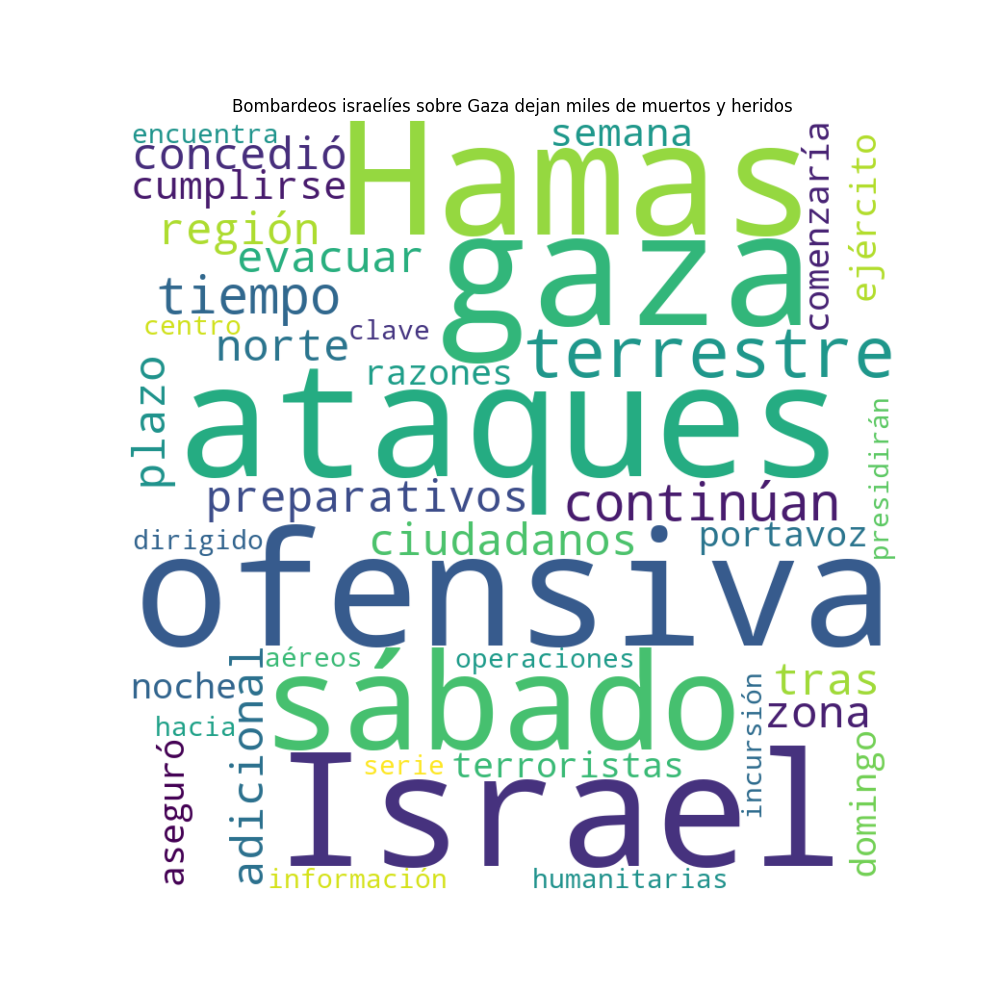 Bombardeos israelíes sobre Gaza dejan miles de muertos y heridos
encuentra
concedió
cumplirse
Hamas
semana
comenzaría
ejército
región
evacuar
gaza
tiempo
centro
norte
clave
razones
terrestre
plazo
ataques
presidirán
preparativos
continúan
dirigido
ciudadanos
portavoz
ofensiva
aéreos
operaciones
noche
adicional
sábado
tras
zona
incursión
hacia
serie
terroristas
aseguró
Israel
domingo
información
humanitarias